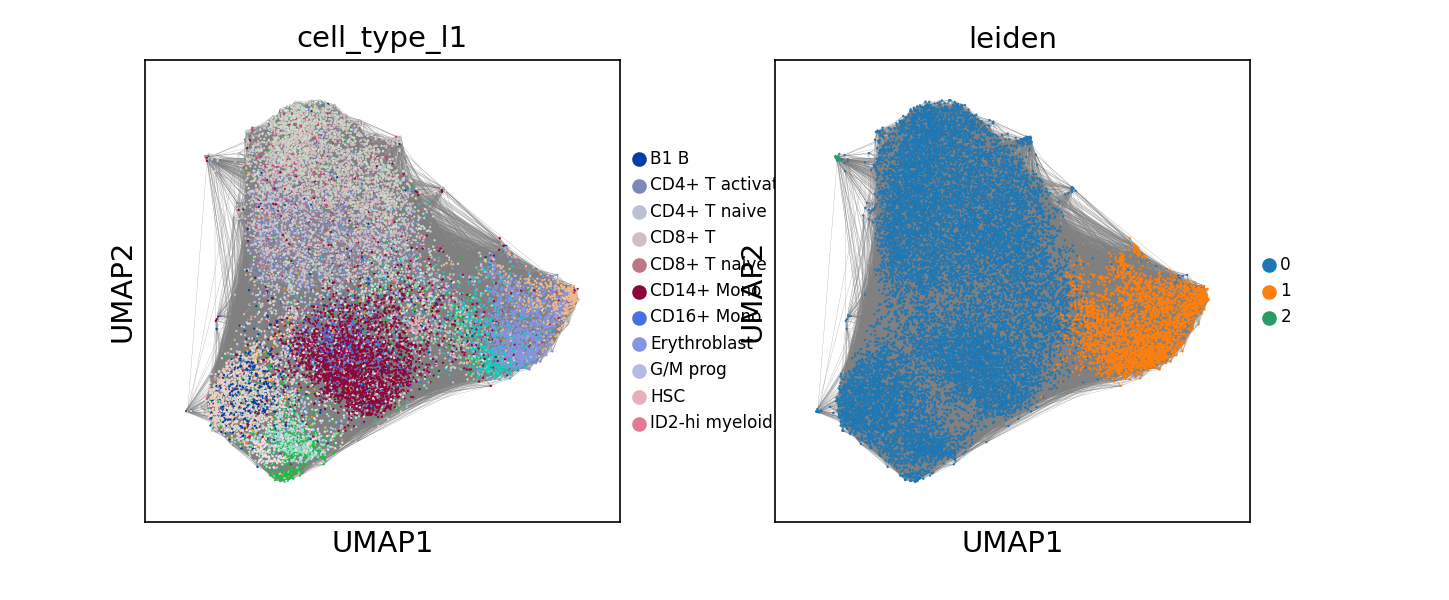 cell_type_l1
leiden
B1 B
CD4+ T activat
CD4+ T naive
CD8+ T
CD8+ T naive
CD14+ Mono
CD16+ Mono
Erythroblast
G/M prog
HSC
ID2-hi myeloid
0
1
2
UMAP2
UMAP2
UMAP1
UMAP1